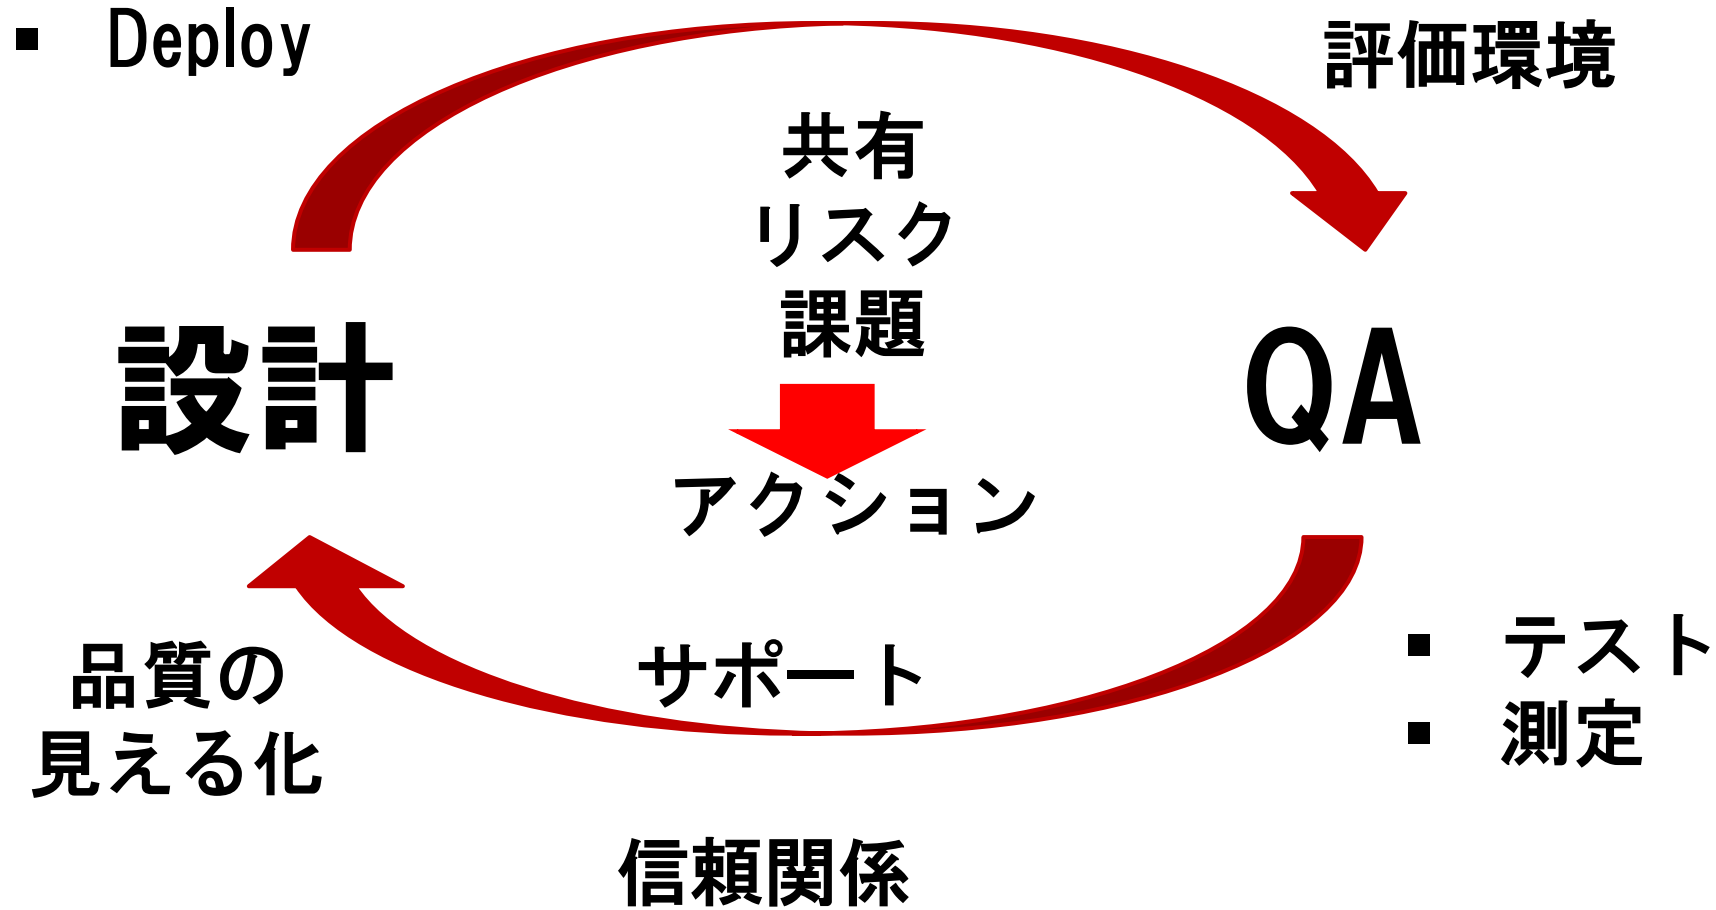 ▪ Deploy
評価環境
共有
リスク
課題
設計
QA
アクション
サポート
品質の
見える化
▪ テスト
▪ 測定
信頼関係